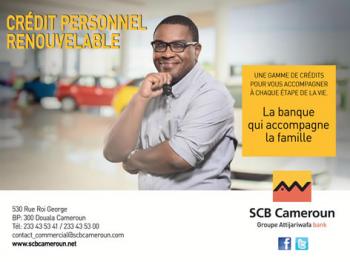 CRÉDIT PERSONNEL
RENOUVELABLE
UNE GAMME DE CRÉDITS
POUR VOUS ACCOMPAGNER
À CHAQUE ÉTAPE DE LA VIE.
La banque
qui accompagne
la famille
SCB Cameroun
Groupe Attijariwafa bank
530 Rue Roi George
BP: 300 Douala Cameroun
Tél: 233 43 53 41 / 233 43 53 00
contact_commercial@scbcameroun.com
www.scbcameroun.net